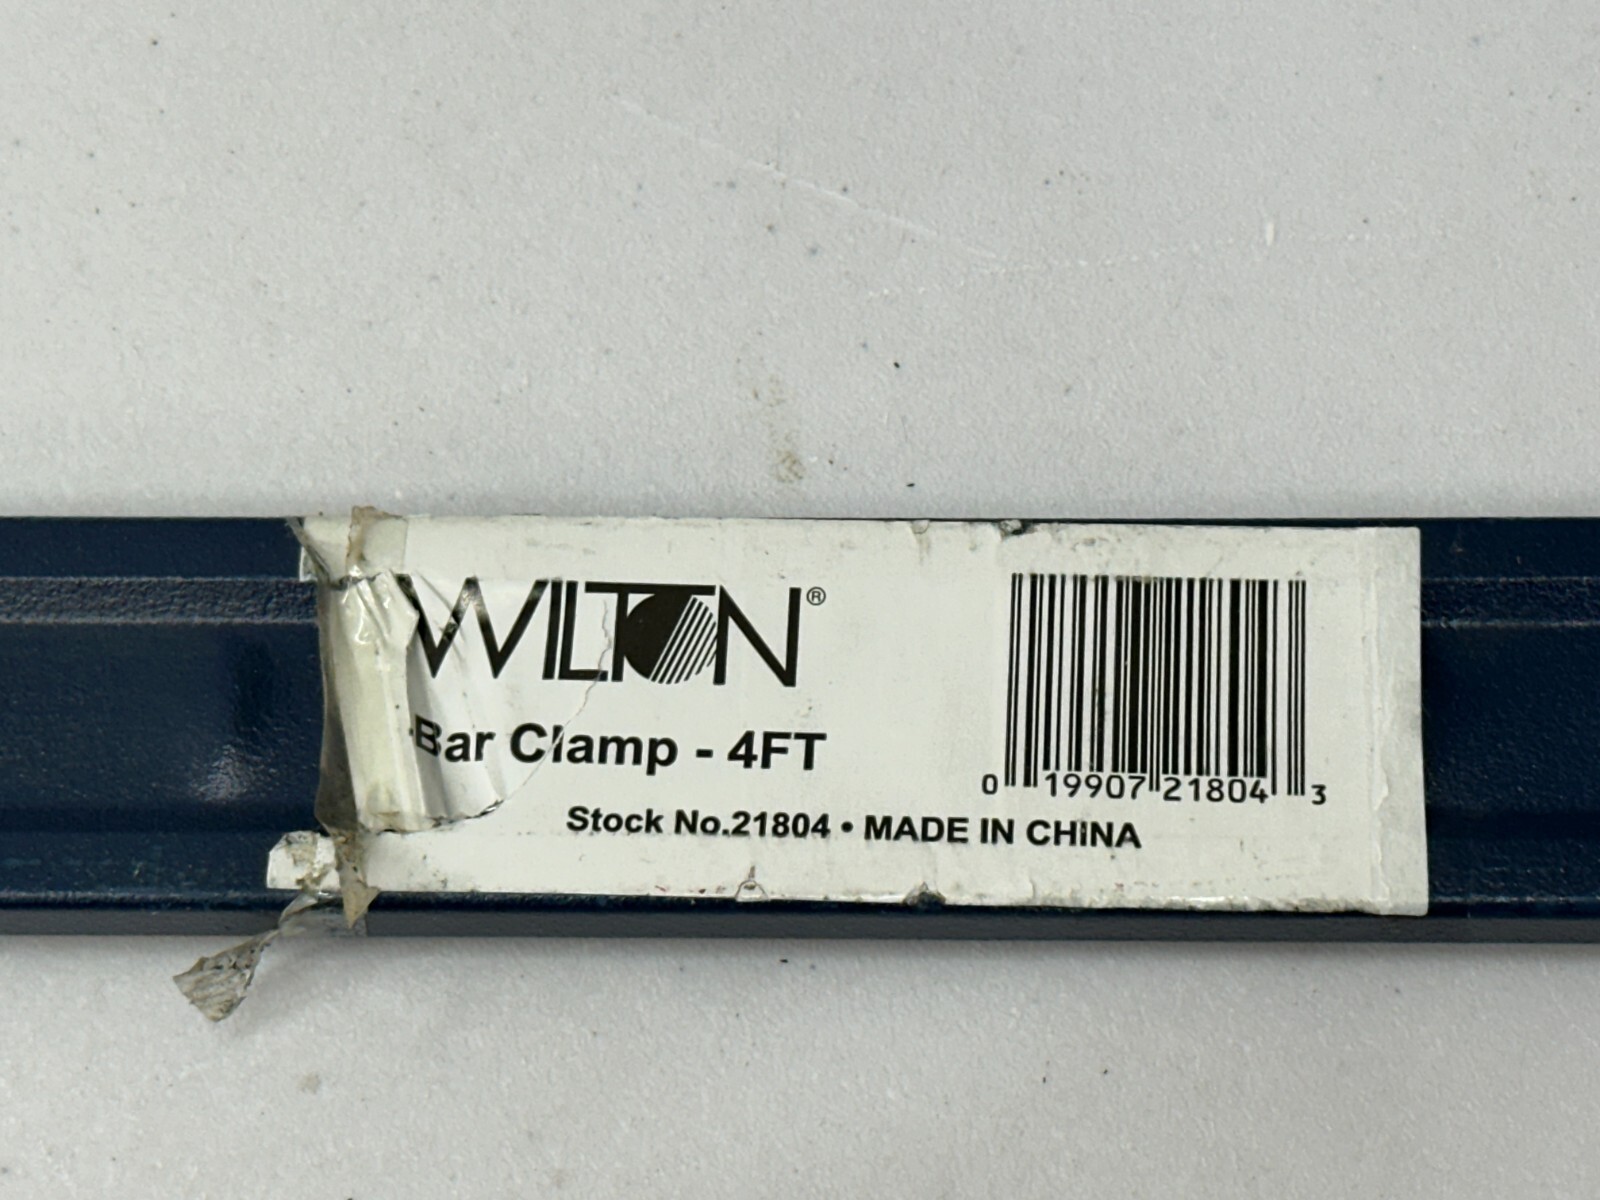 WILTON®
-Bar Clamp - 4FT
Stock No.21804 • MADE IN CHINA
0 19907 21804 3